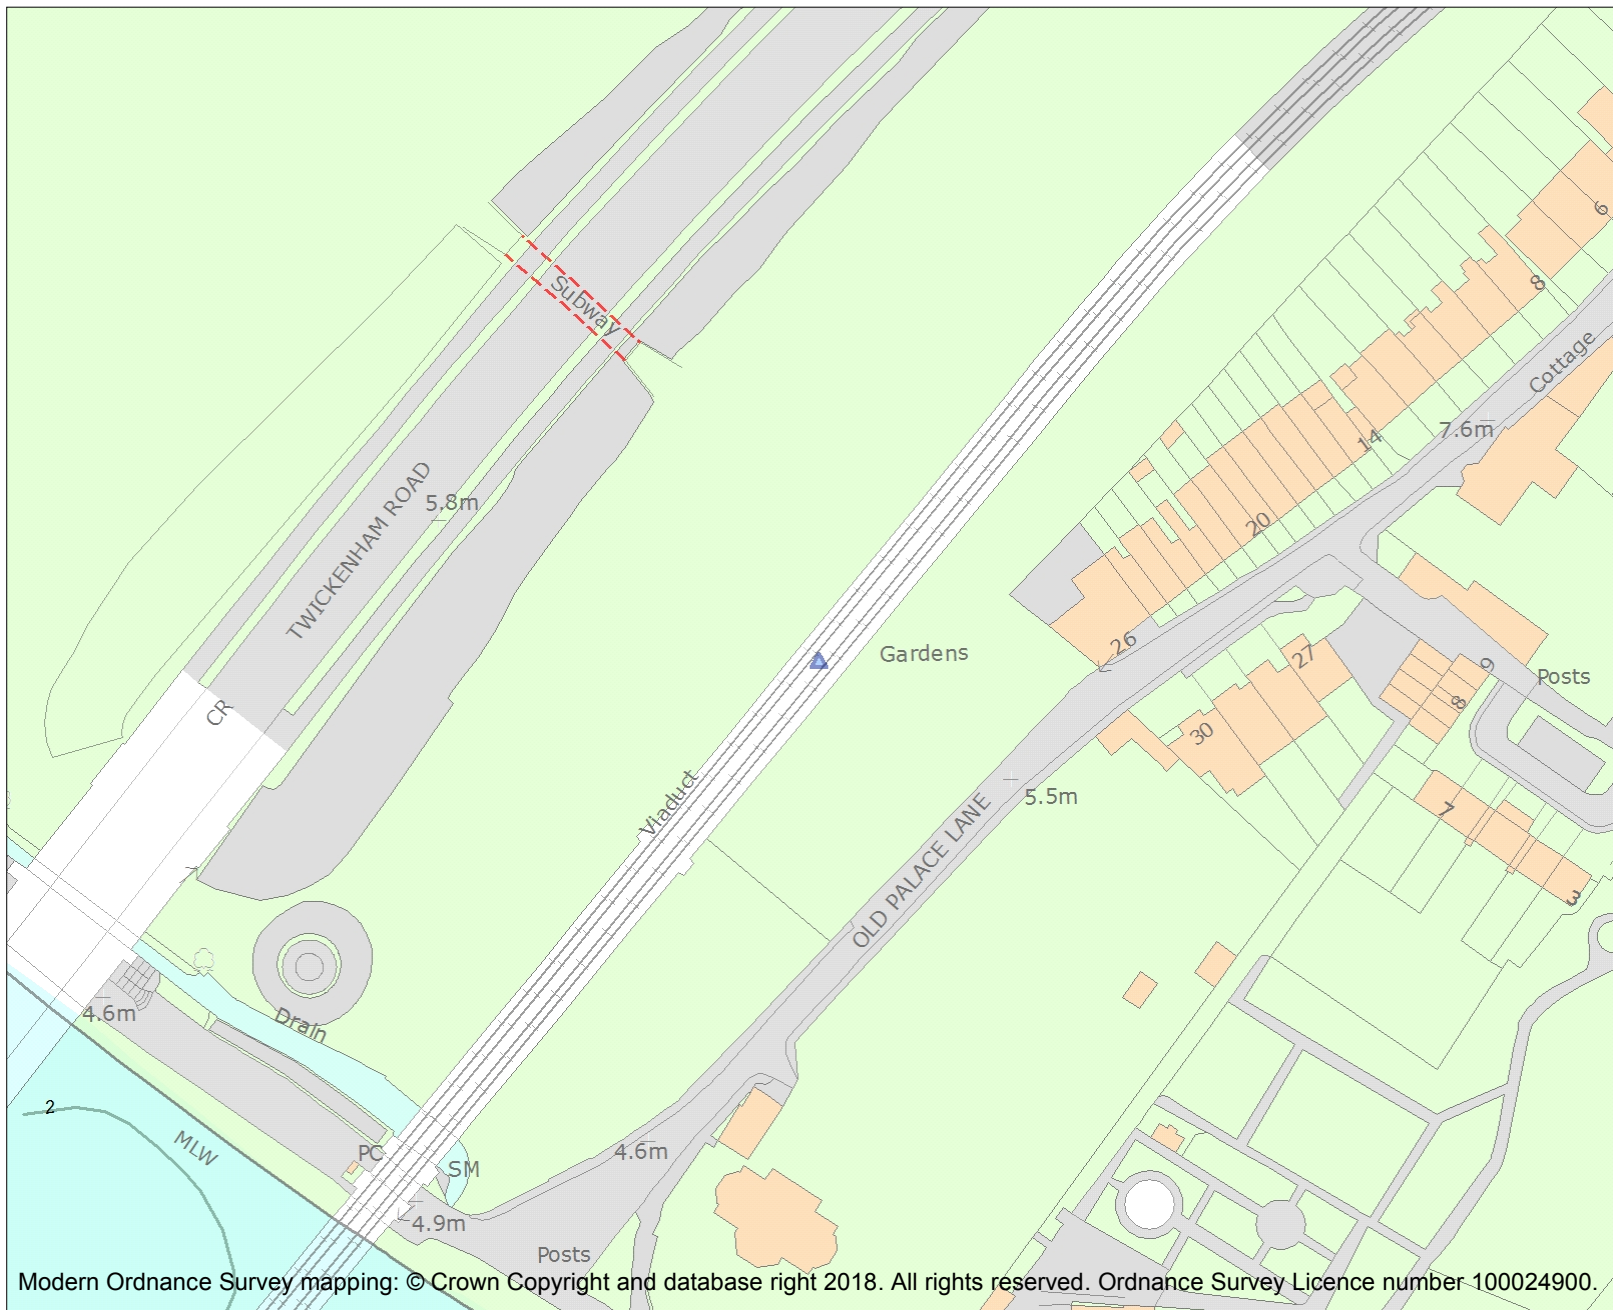 6
Subway
8
Cottage
14
7.6m
5.8m
TWICKENHAM ROAD
20
26
Gardens
27
9
Posts
8
CR
30
Viaduct
5.5m
7
OLD PALACE LANE
3
4.6m
Drain
2
MLW
PC
SM
4.6m
4.9m
Posts
Modern Ordnance Survey mapping: © Crown Copyright and database right 2018. All rights reserved. Ordnance Survey Licence number 100024900.